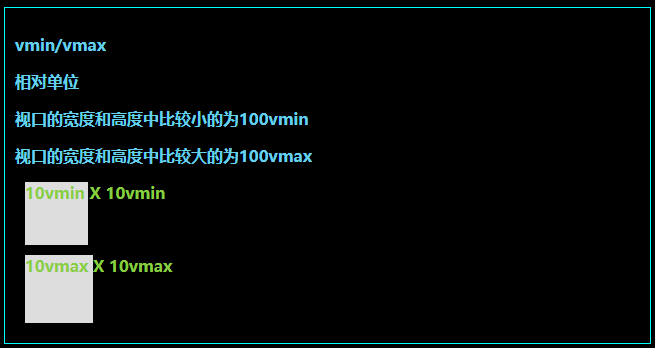 vmin/vmax
相对单位
视口的宽度和高度中比较小的为100vmin
视口的宽度和高度中比较大的为100vmax
10vmin X 10vmin
10vmax X 10vmax